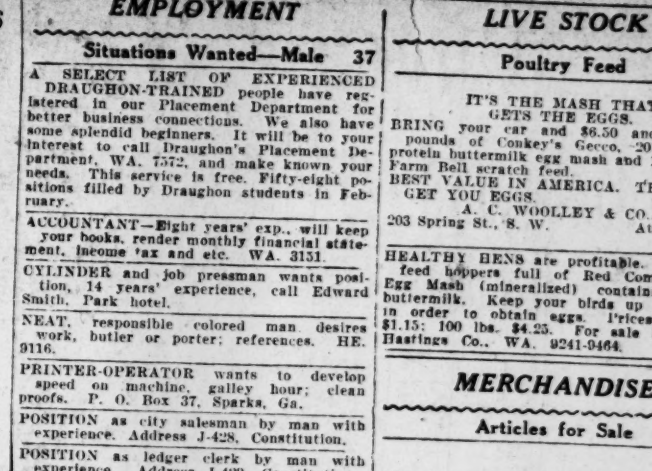 EMPLOYMENT
Situations Wanted—Male 37
A SELECT LIST OF EXPERIENCED
DRAUGHON-TRAINED people have reg-
istered in our Placement Department for
better business connections. We also have
some splendid beginners. It will be to your
interest to call Draughon's Placement De-
partment, WA. 7572, and make known your
needs. This service is free. Fifty-eight po-
sitions filled by Draughon students in Feb-
ruary.
ACCOUNTANT—Eight years' exp., will keep
your books, render monthly financial state-
ment, income tax and etc. WA. 3151.
CYLINDER and job pressman wants posi-
tion, 14 years' experience, call Edward
Smith, Park hotel.
NEAT, responsible colored man desires
work, butler or porter; references. HE.
9116.
PRINTER-OPERATOR wants to develop
speed on machine, galley hour; clean
proofs. P. O. Box 37, Sparks, Ga.
POSITION as city salesman by man with
experience. Address J-428, Constitution.
POSITION as ledger clerk by man with
LIVE STOCK
Poultry Feed
IT'S THE MASH THAT
GETS THE EGGS.
BRING your car and $6.50 and
pounds of Conkey's Gecco, 20
protein buttermilk egg mash and
Farm Bell scratch feed.
BEST VALUE IN AMERICA.
GET YOU EGGS.
A. C. WOOLLEY & CO.
203 Spring St., S. W.
HEALTHY HENS are profitable.
feed hoppers full of Red Com
Egg Mash (mineralized) contain
buttermilk. Keep your birds up
in order to obtain eggs. Prices
$1.15; 100 lbs. $4.25. For sale
Hastings Co., WA. 9241-9464.
MERCHANDISE
Articles for Sale